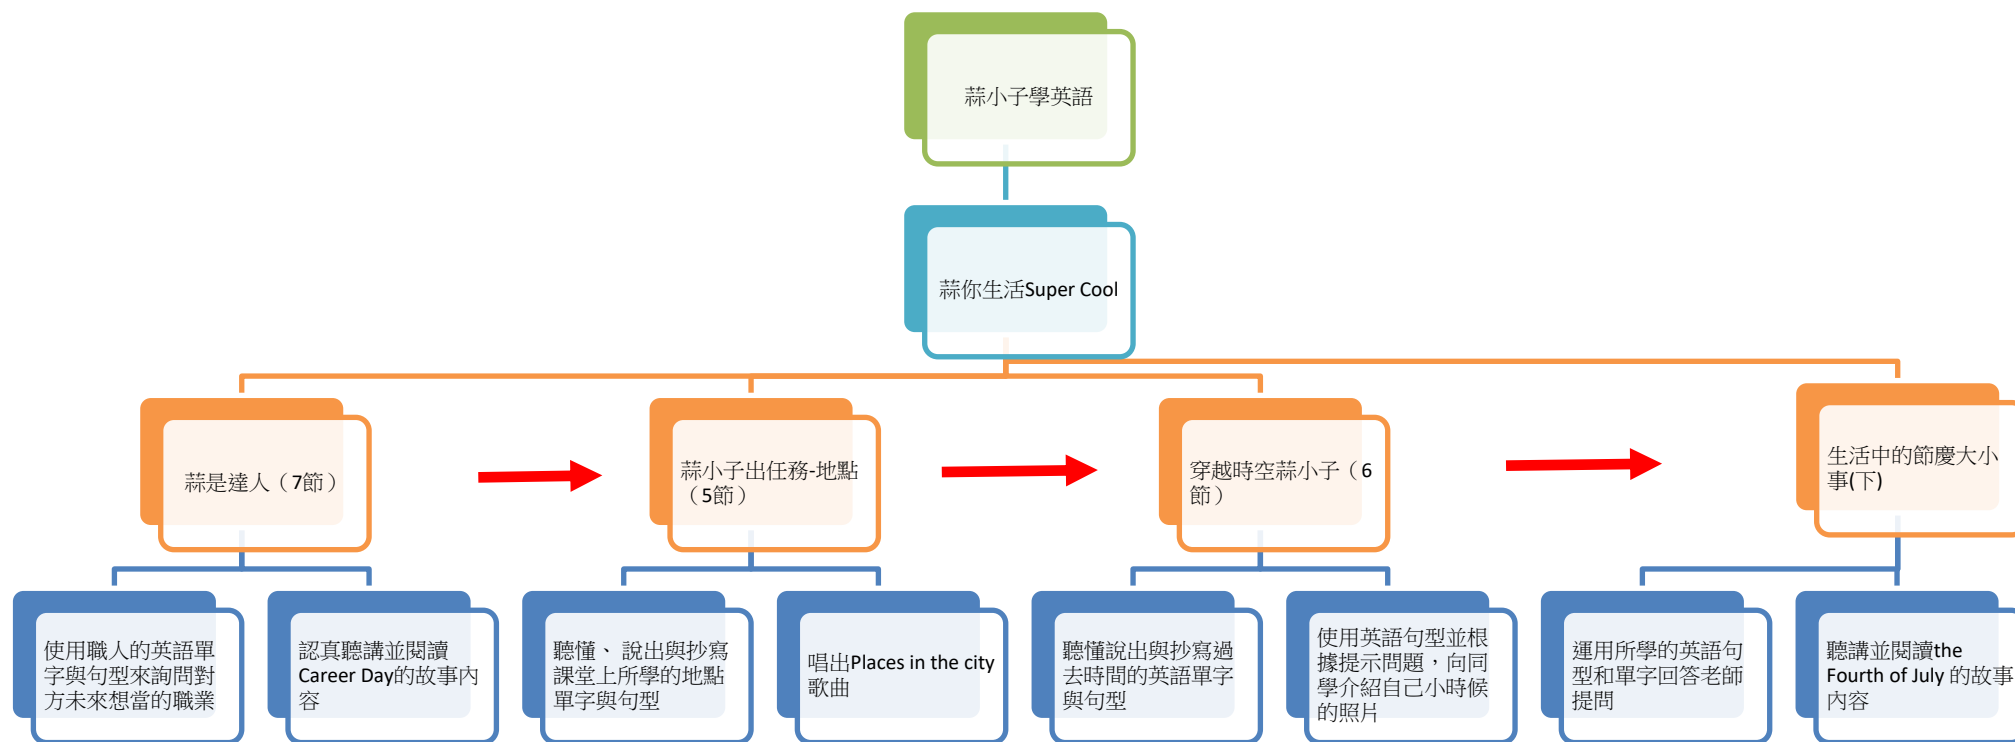 蒜小子學英語
蒜你生活Super Cool
蒜是達人（7節）
蒜小子出任務-地點
（5節）
穿越時空蒜小子（6
節）
生活中的節慶大小
事(下)
使用職人的英語單
字與句型來詢問對
方未來想當的職業
認真聽講並閱讀
Career Day的故事內
容
聽懂、 說出與抄寫
課堂上所學的地點
單字與句型
唱出Places in the city
歌曲
聽懂說出與抄寫過
去時間的英語單字
與句型
使用英語句型並根
據提示問題，向同
學介紹自己小時候
的照片
運用所學的英語句
型和單字回答老師
提問
聽講並閱讀the
Fourth of July 的故事
內容